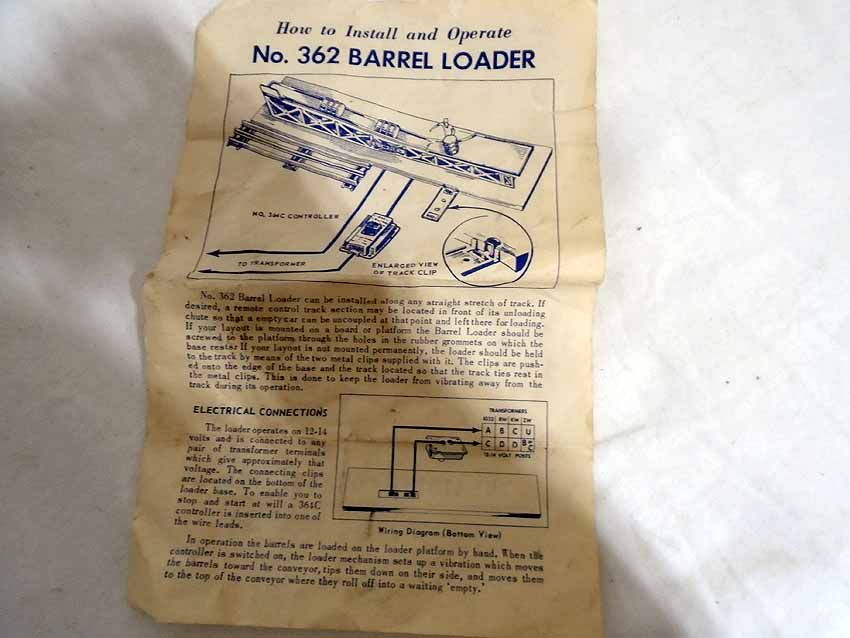 How to Install and Operate
No. 362 BARREL LOADER
NO. 364C CONTROLLER
TO TRANSFORMER
ENLARGED VIEW
OF TRACK CLIP
No. 362 Barrel Loader can be installed along any straight stretch of track. If
desired, a remote control track section may be located in front of its unloading
chute so that a empty car can be uncoupled at that point and left there for loading.
If your layout is mounted on a board or platform the Barrel Loader should be
screwed to the platform through the holes in the rubber grommets on which the
base rests. If your layout is not mounted permanently, the loader should be held
to the track by means of the two metal clips supplied with it. The clips are push-
ed onto the edge of the base and the track located so that the track ties rest in
the metal clips. This is done to keep the loader from vibrating away from the
track during its operation.
ELECTRICAL CONNECTIONS
The loader operates on 12-14
volts and is connected to any
pair of transformer terminals
which give approximately that
voltage. The connecting clips
are located on the bottom of the
loader base. To enable you to
stop and start at will a 364C
controller is inserted into one of
the wire leads.
TRANSFORMERS
1033 RW KW ZW
A B C U
C D D
12-14 VOLT POSTS
Wiring Diagram (Bottom View)
In operation the barrels are loaded on the loader platform by hand. When the
controller is switched on, the loader mechanism sets up a vibration which moves
the barrels toward the conveyor, tips them down on their side, and moves them
to the top of the conveyor where they roll off into a waiting 'empty.'